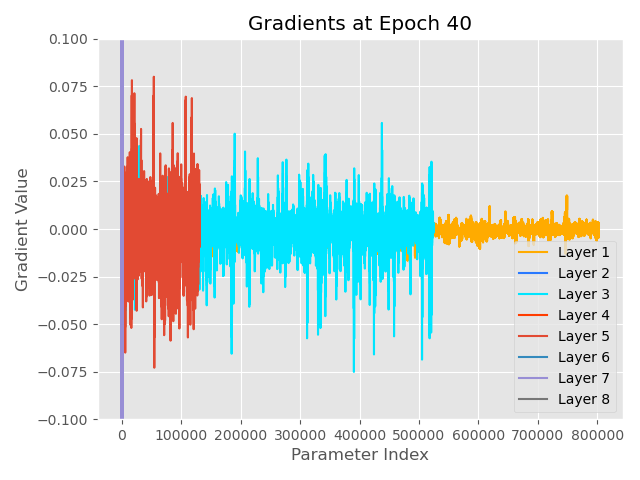 Gradients at Epoch 40
0.100
0.075
0.050
0.025
0.000
−0.025
−0.050
−0.075
−0.100
Gradient Value
0 100000 200000 300000 400000 500000 600000 700000 800000
Parameter Index
Layer 1
Layer 2
Layer 3
Layer 4
Layer 5
Layer 6
Layer 7
Layer 8